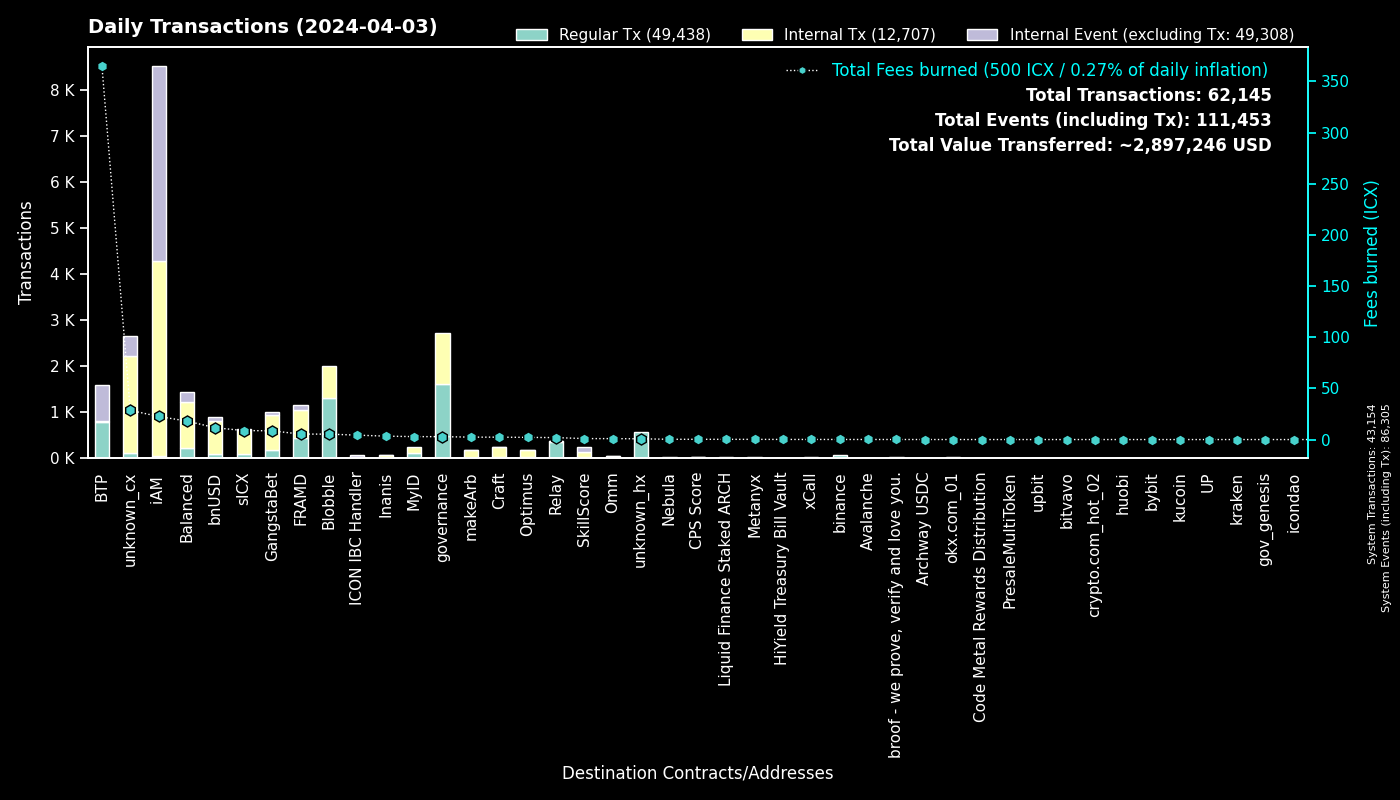 Daily Transactions (2024-04-03)
Regular Tx (49,438)
Internal Tx (12,707)
Internal Event (excluding Tx: 49,308)
Total Fees burned (500 ICX / 0.27% of daily inflation)
Total Transactions: 62,145
Total Events (including Tx): 111,453
Total Value Transferred: ~2,897,246 USD
Transactions
8 K
7 K
6 K
5 K
4 K
3 K
2 K
1 K
0 K
350
300
250
200
150
100
50
0
Fees burned (ICX)
System Transactions: 43,154
System Events (including Tx): 86,305
BTP
unknown_cx
iAM
Balanced
bnUSD
sICX
GangstaBet
FRAMD
Blobble
ICON IBC Handler
Inanis
MyID
governance
makeArb
Craft
Optimus
Relay
SkillScore
Omm
unknown_hx
Nebula
CPS Score
Liquid Finance Staked ARCH
Metanyx
HiYield Treasury Bill Vault
xCall
binance
Avalanche
broof - we prove, verify and love you.
Archway USDC
okx.com_01
Code Metal Rewards Distribution
PresaleMultiToken
upbit
bitvavo
crypto.com_hot_02
huobi
bybit
kucoin
UP
kraken
gov_genesis
icondao
Destination Contracts/Addresses